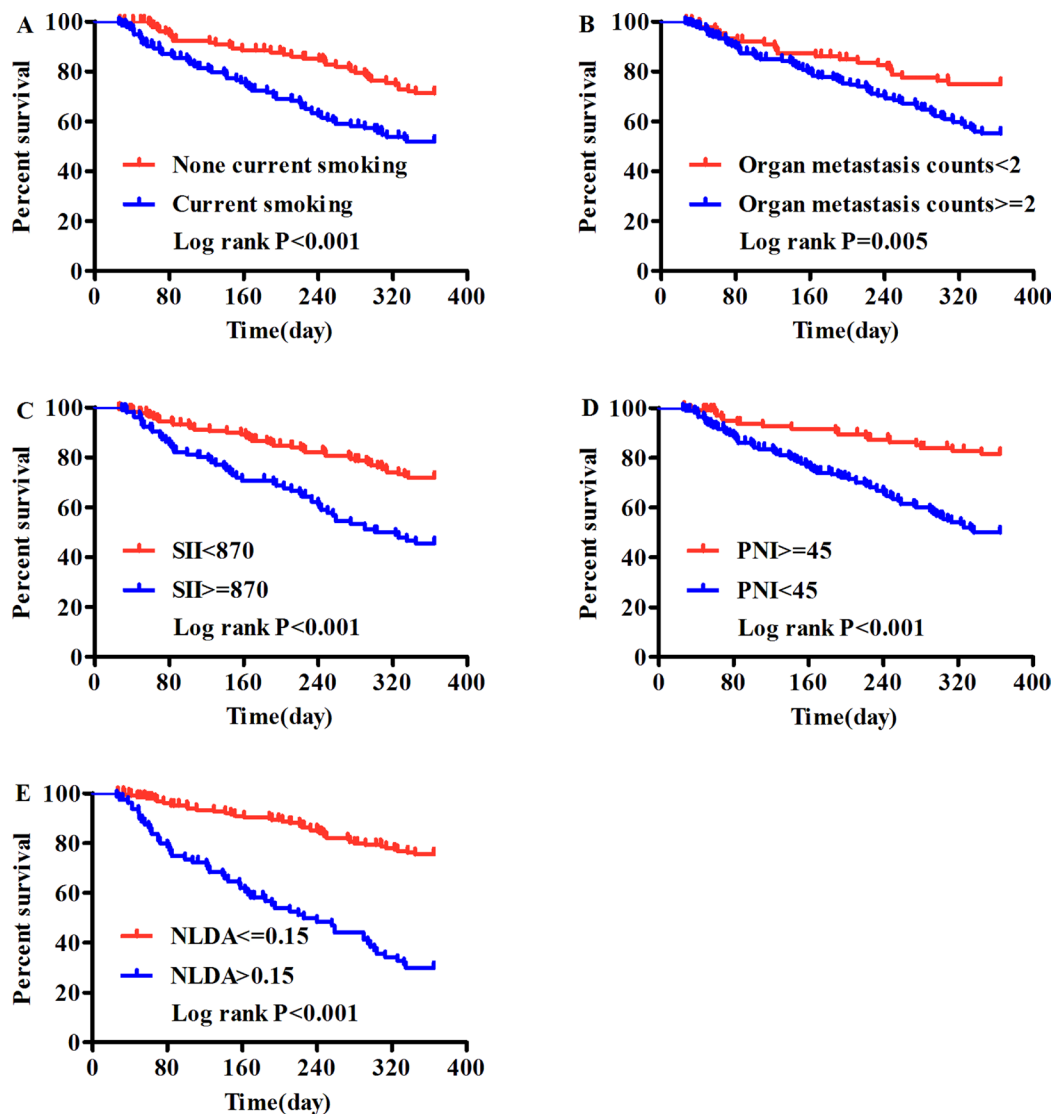 A
Percent survival
100
80
60
40
20
0
None current smoking
Current smoking
Log rank P<0.001
0 80 160 240 320 400
Time(day)
B
Percent survival
100
80
60
40
20
0
Organ metastasis counts<2
Organ metastasis counts>=2
Log rank P=0.005
0 80 160 240 320 400
Time(day)
C
Percent survival
100
80
60
40
20
0
SII<870
SII>=870
Log rank P<0.001
0 80 160 240 320 400
Time(day)
D
Percent survival
100
80
60
40
20
0
PNI>=45
PNI<45
Log rank P<0.001
0 80 160 240 320 400
Time(day)
E
Percent survival
100
80
60
40
20
0
NLDA<=0.15
NLDA>0.15
Log rank P<0.001
0 80 160 240 320 400
Time(day)